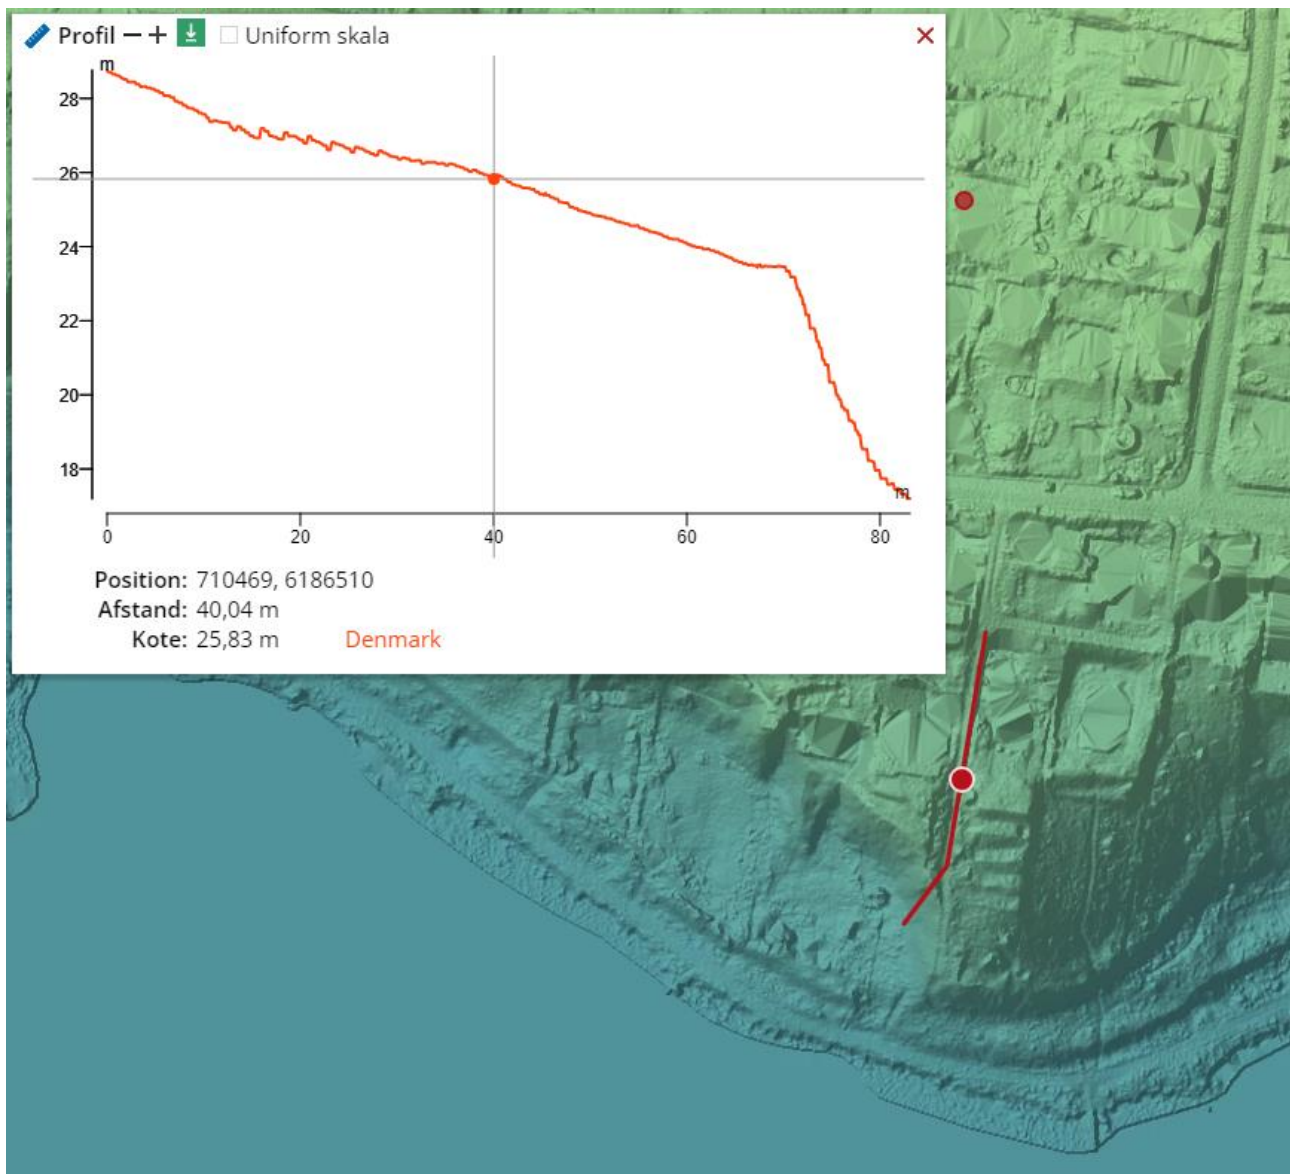 Profil − + Uniform skala
m
28
26
24
22
20
18
m
0 20 40 60 80
Position: 710469, 6186510
Afstand: 40,04 m
Kote: 25,83 m Denmark